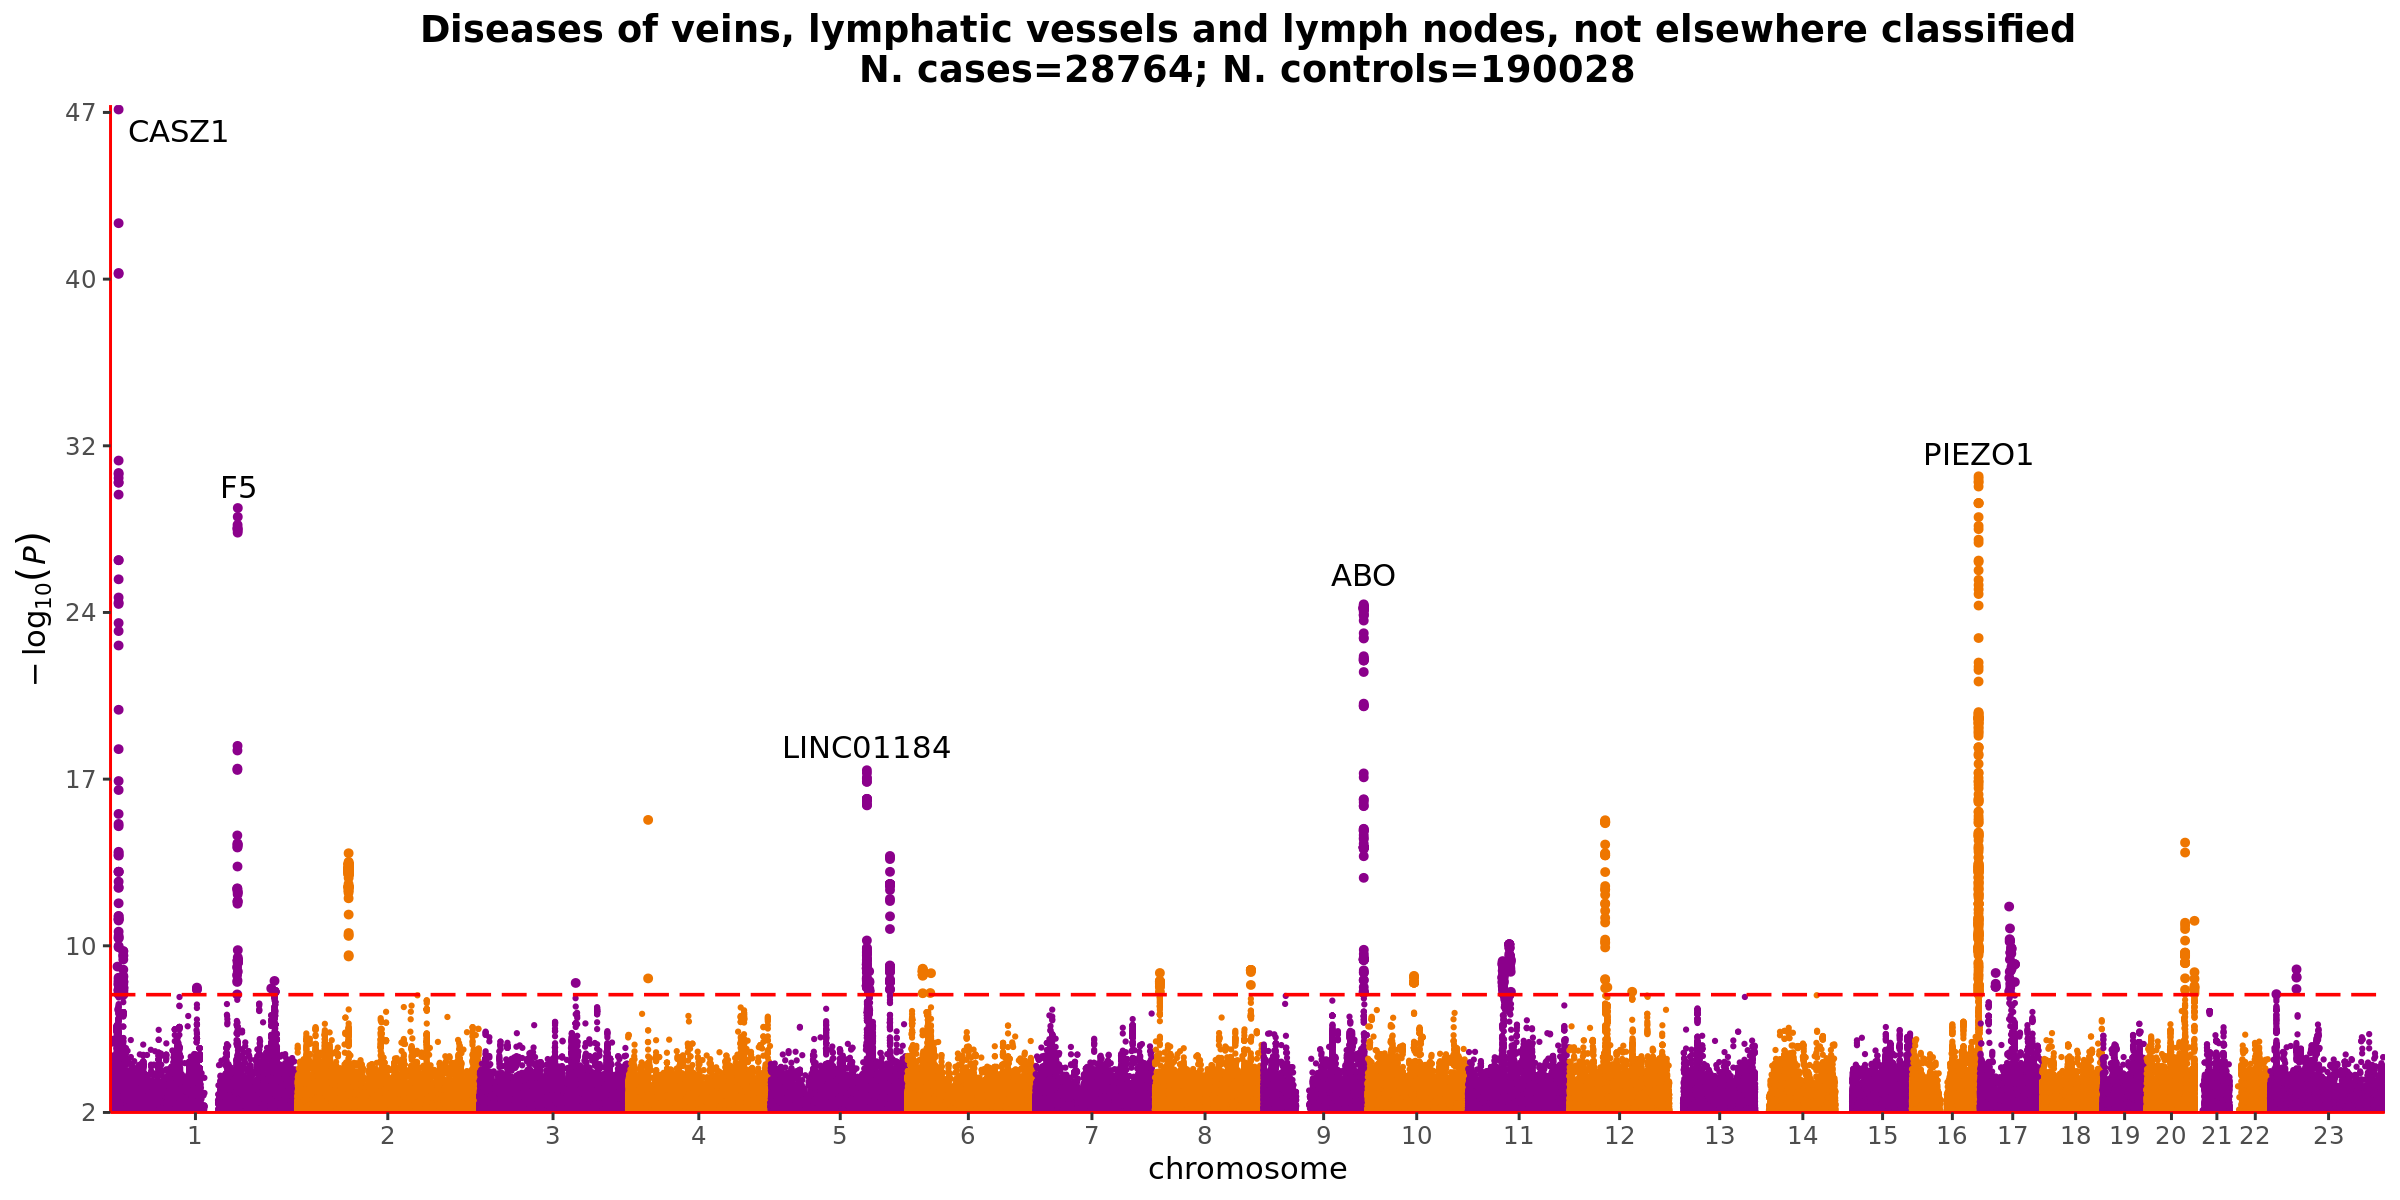 Diseases of veins, lymphatic vessels and lymph nodes, not elsewhere classified
N. cases=28764; N. controls=190028
47
CASZ1
40
32
PIEZO1
F5
ABO
24
− log10(P)
LINC01184
17
10
2
1 2 3 4 5 6 7 8 9 10 11 12 13 14 15 16 17 18 19 20 21 22 23
chromosome